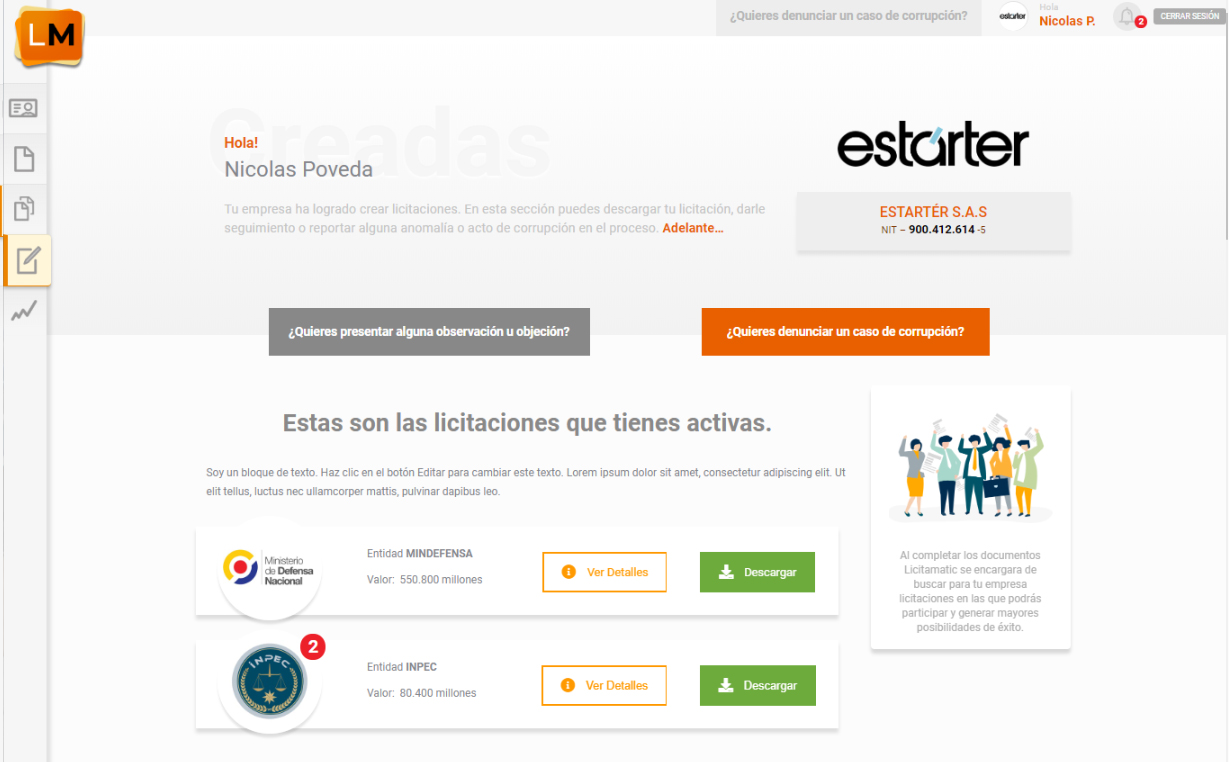 LM
¿Quieres denunciar un caso de corrupción?
estarter
Hola
Nicolas P.
2
CERRAR SESIÓN
Creadas
Hola!
Nicolas Poveda
Tu empresa ha logrado crear licitaciones. En esta sección puedes descargar tu licitación, darle
seguimiento o reportar alguna anomalía o acto de corrupción en el proceso. Adelante...
estárter
ESTARTÉR S.A.S
NIT – 900.412.614 -5
¿Quieres presentar alguna observación u objeción?
¿Quieres denunciar un caso de corrupción?
Estas son las licitaciones que tienes activas.
Soy un bloque de texto. Haz clic en el botón Editar para cambiar este texto. Lorem ipsum dolor sit amet, consectetur adipiscing elit. Ut
elit tellus, luctus nec ullamcorper mattis, pulvinar dapibus leo.
Ministerio
de Defensa
Nacional
Entidad MINDEFENSA
Valor: 550.800 millones
Ver Detalles
Descargar
INPEC
2
Entidad INPEC
Valor: 80.400 millones
Ver Detalles
Descargar
Al completar los documentos
Licitamatic se encargara de
buscar para tu empresa
licitaciones en las que podrás
participar y generar mayores
posibilidades de éxito.